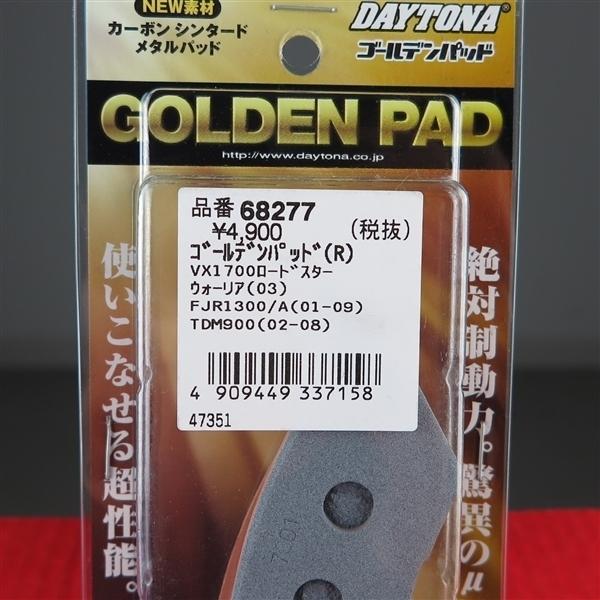 NEW素材
カーボン シンタード
メタルパッド
DAYTONA®
ゴールデンパッド
GOLDEN PAD
http://www.daytona.co.jp
品番 68277
¥4,900 (税抜)
ｺﾞｰﾙﾃﾞﾝﾊﾟｯﾄﾞ(R)
VX1700ﾛｰﾄﾞｽﾀｰ
ｳｫｰﾘｱ(03)
FJR1300/A(01-09)
TDM900(02-08)
4 909449 337158
47351
絶対制動力。驚異のμ
使いこなせる超性能。